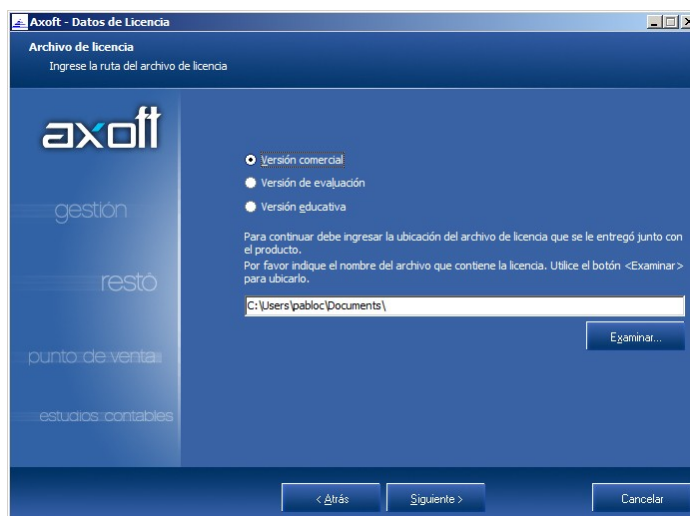 Axoft - Datos de Licencia
Archivo de licencia
Ingrese la ruta del archivo de licencia
axoft
gestión
restó
punto de venta
estudios contables
Versión comercial
Versión de evaluación
Versión educativa
Para continuar debe ingresar la ubicación del archivo de licencia que se le entregó junto con
el producto.
Por favor indique el nombre del archivo que contiene la licencia. Utilice el botón <Examinar>
para ubicarlo.
C:\Users\pabloc\Documents\
Examinar...
< Atrás
Siguiente >
Cancelar